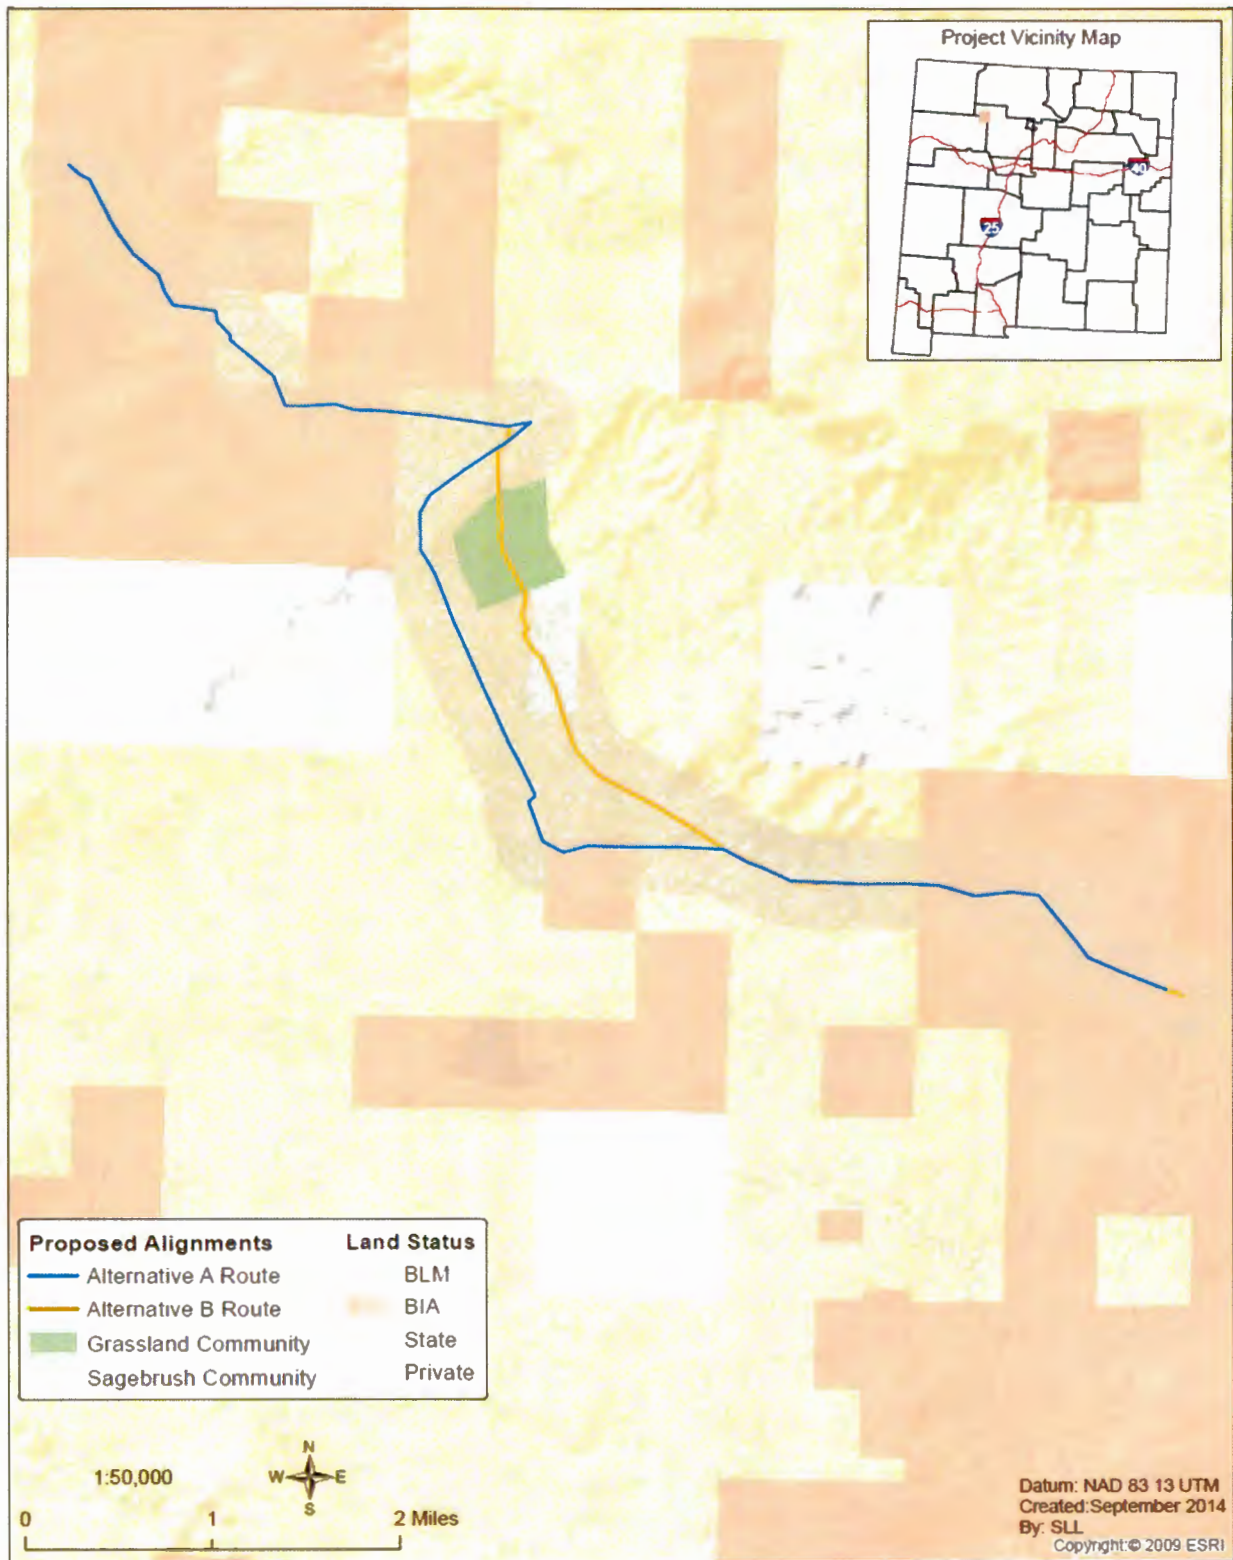 Project Vicinity Map
40
25
Proposed Alignments
Alternative A Route
Alternative B Route
Grassland Community
Sagebrush Community
Land Status
BLM
BIA
State
Private
N
W E
S
1:50,000
0 1 2 Miles
Datum: NAD 83 13 UTM
Created:September 2014
By: SLL
Copyright:© 2009 ESRI